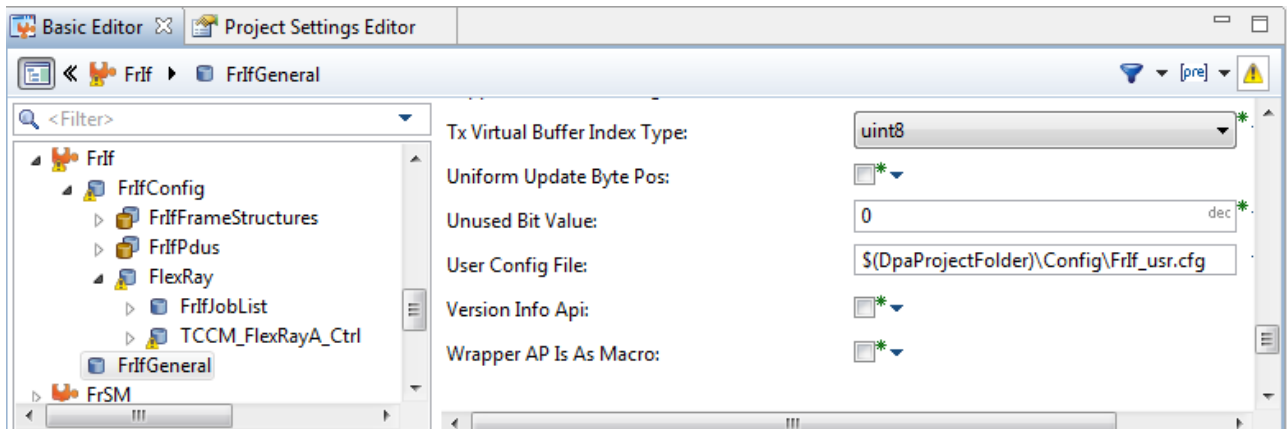 Basic Editor
Project Settings Editor
« FrIf FrIfGeneral
[pre]
<Filter>
FrIf
FrIfConfig
FrIfFrameStructures
FrIfPdus
FlexRay
FrIfJobList
TCCM_FlexRayA_Ctrl
FrIfGeneral
FrSM
Tx Virtual Buffer Index Type: uint8
Uniform Update Byte Pos:
Unused Bit Value: 0 dec
User Config File: $(DpaProjectFolder)\Config\FrIf_usr.cfg
Version Info Api:
Wrapper AP Is As Macro: